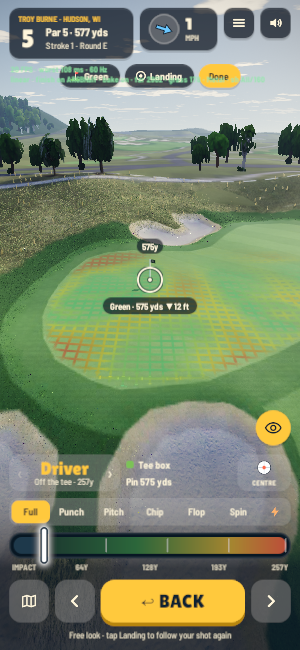 TROY BURNE - HUDSON, WI
5
Par 5 · 577 yds
Stroke 1 · Round E
1
MPH
Green
Landing
Done
575y
Green · 575 yds ▼ 12 ft
Driver
Off the tee · 257y
Tee box
Pin 575 yds
CENTRE
Full
Punch
Pitch
Chip
Flop
Spin
IMPACT
64Y
128Y
193Y
257Y
BACK
Free look · tap Landing to follow your shot again